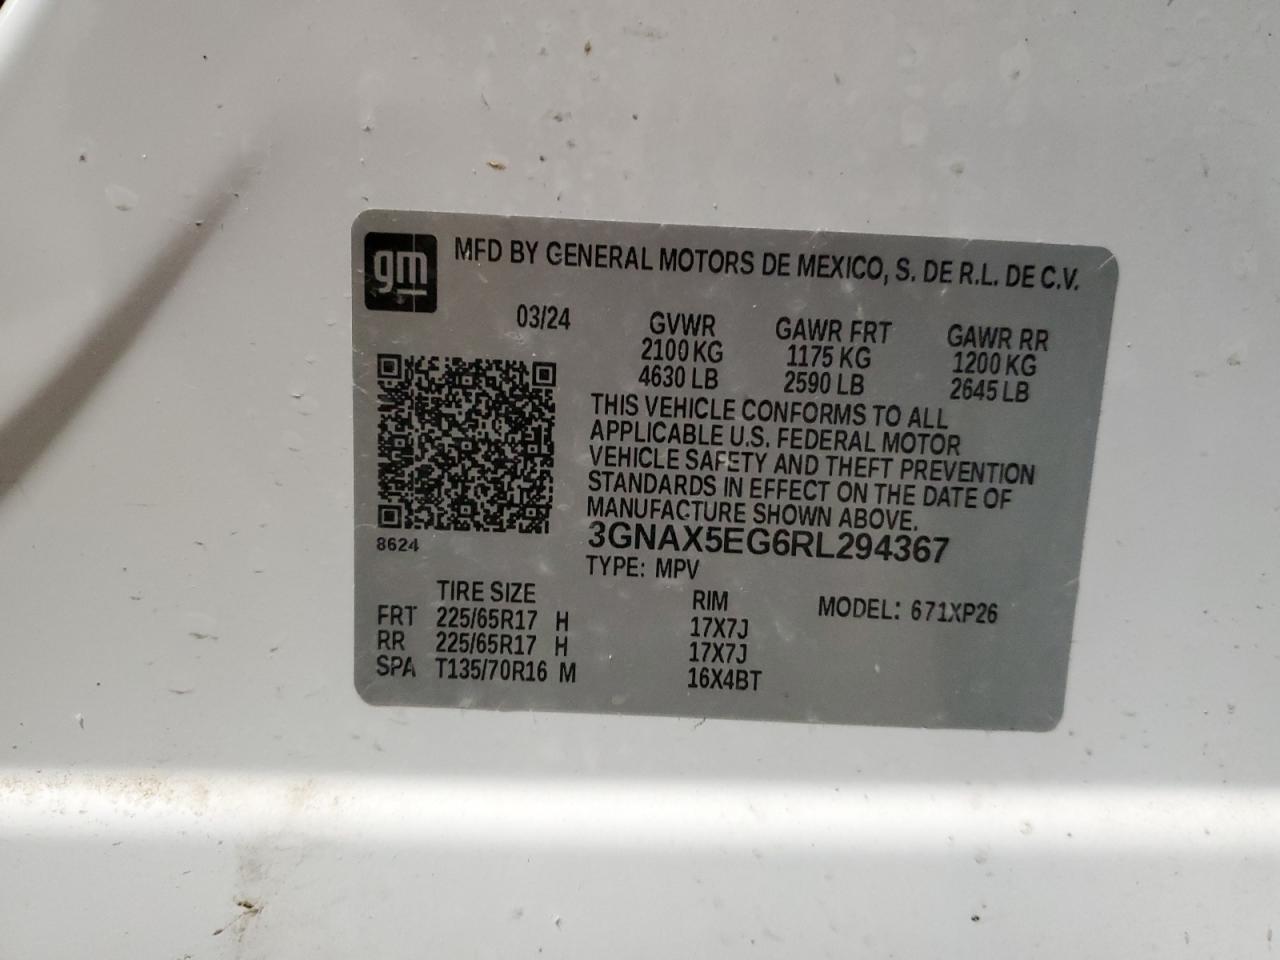 gm
MFD BY GENERAL MOTORS DE MEXICO, S. DE R.L. DE C.V.
03/24 GVWR GAWR FRT GAWR RR
2100 KG 1175 KG 1200 KG
4630 LB 2590 LB 2645 LB
THIS VEHICLE CONFORMS TO ALL
APPLICABLE U.S. FEDERAL MOTOR
VEHICLE SAFETY AND THEFT PREVENTION
STANDARDS IN EFFECT ON THE DATE OF
MANUFACTURE SHOWN ABOVE.
8624
3GNAX5EG6RL294367
TYPE: MPV
TIRE SIZE RIM MODEL: 671XP26
FRT 225/65R17 H 17X7J
RR 225/65R17 H 17X7J
SPA T135/70R16 M 16X4BT